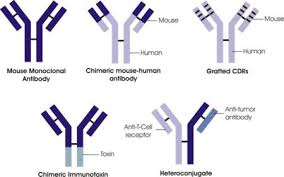 Mouse
Human
Mouse
Human
Mouse Monoclonal
Antibody
Chimeric mouse-human
antibody
Grafted CDRs
Toxin
Anti-T-Cell
receptor
Anti-tumor
antibody
Chimeric Immunotoxin
Heteroconjugate